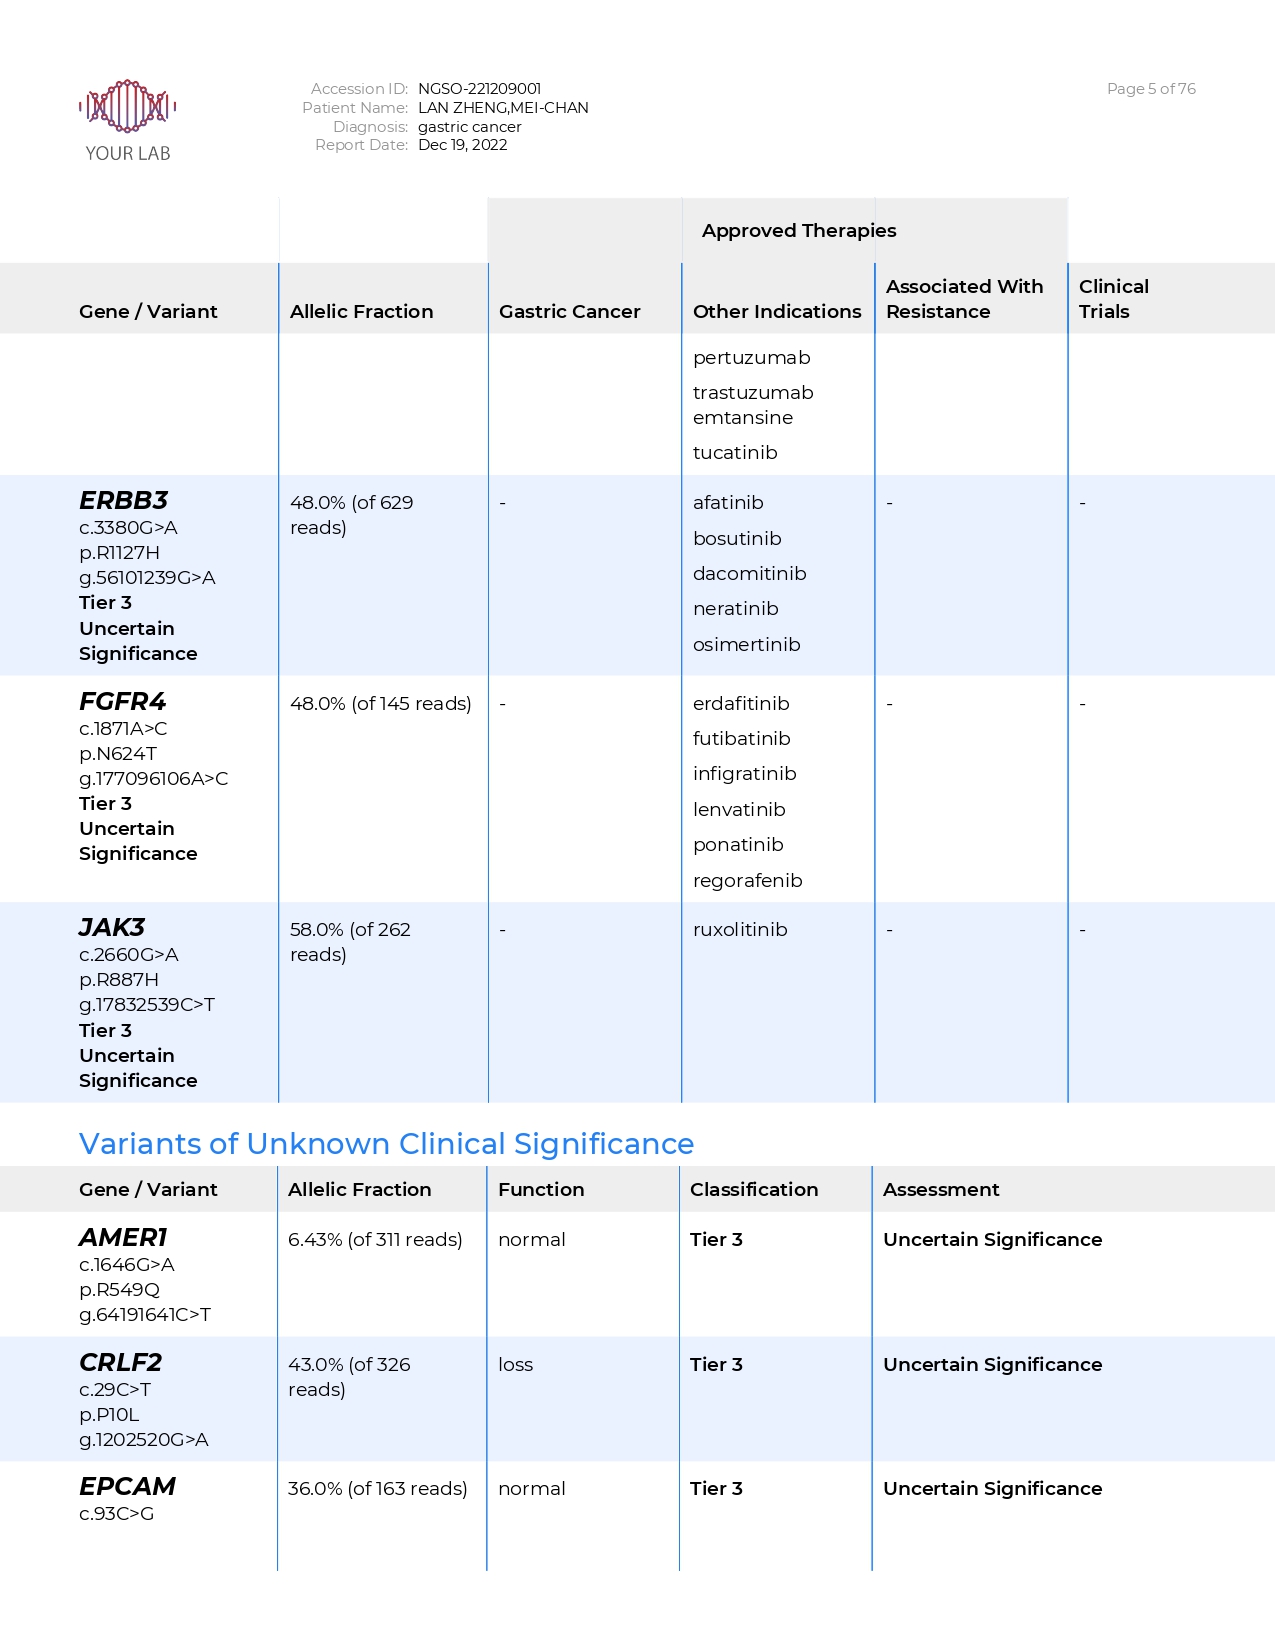 YOUR LAB
Accession ID: NGSO-221209001
Patient Name: LAN ZHENG,MEI-CHAN
Diagnosis: gastric cancer
Report Date: Dec 19, 2022
Page 5 of 76
Approved Therapies
Gene / Variant
Allelic Fraction
Gastric Cancer
Other Indications
Associated With
Resistance
Clinical
Trials
pertuzumab
trastuzumab
emtansine
tucatinib
ERBB3
c.3380G>A
p.R1127H
g.56101239G>A
Tier 3
Uncertain
Significance
48.0% (of 629
reads)
-
afatinib
bosutinib
dacomitinib
neratinib
osimertinib
-
-
FGFR4
c.1871A>C
p.N624T
g.177096106A>C
Tier 3
Uncertain
Significance
48.0% (of 145 reads)
-
erdafitinib
futibatinib
infigratinib
lenvatinib
ponatinib
regorafenib
-
-
JAK3
c.2660G>A
p.R887H
g.17832539C>T
Tier 3
Uncertain
Significance
58.0% (of 262
reads)
-
ruxolitinib
-
-
Variants of Unknown Clinical Significance
Gene / Variant
Allelic Fraction
Function
Classification
Assessment
AMER1
c.1646G>A
p.R549Q
g.64191641C>T
6.43% (of 311 reads)
normal
Tier 3
Uncertain Significance
CRLF2
c.29C>T
p.P10L
g.1202520G>A
43.0% (of 326
reads)
loss
Tier 3
Uncertain Significance
EPCAM
c.93C>G
36.0% (of 163 reads)
normal
Tier 3
Uncertain Significance